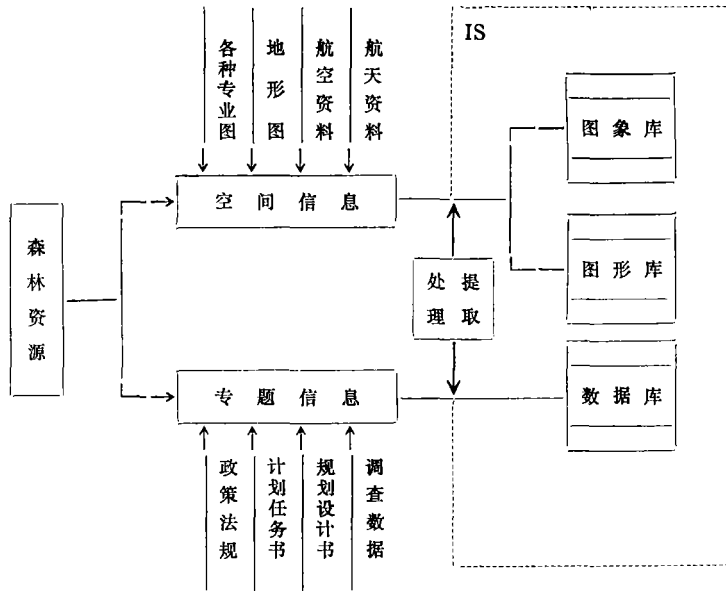 IS
各种专业图
地形图
航空资料
航天资料
图象库
空间信息
森林资源
处理
提取
图形库
专题信息
数据库
政策法规
计划任务书
规划设计书
调查数据